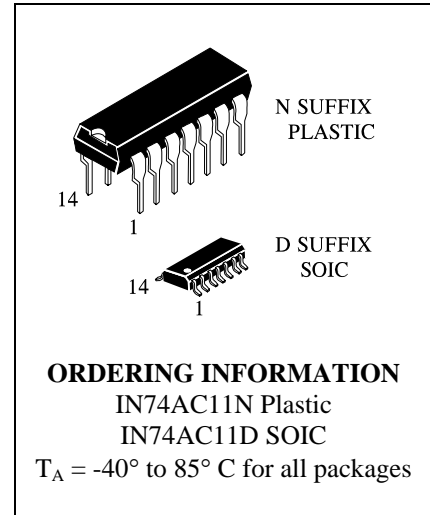 N SUFFIX
PLASTIC
14
1
D SUFFIX
SOIC
14
1
ORDERING INFORMATION
IN74AC11N Plastic
IN74AC11D SOIC
T_A = -40° to 85° C for all packages